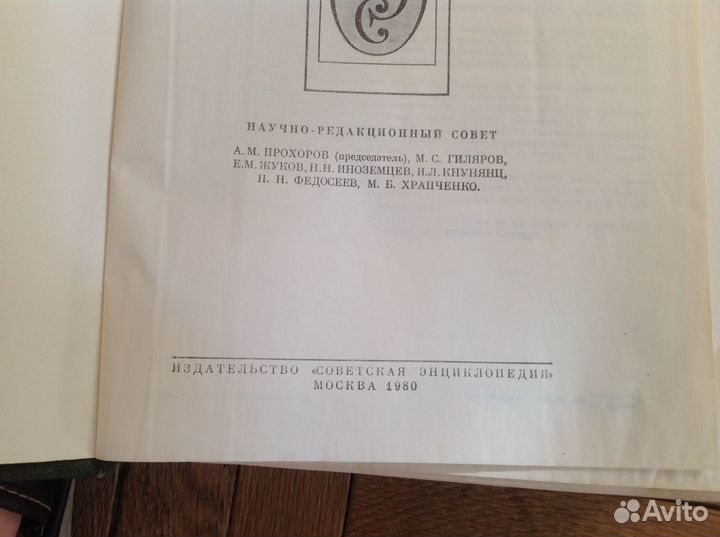 НАУЧНО-РЕДАКЦИОННЫЙ СОВЕТ
А. М. ПРОХОРОВ (председатель), М. С. ГИЛЯРОВ,
Е. М. ЖУКОВ, Н. Н. ИНОЗЕМЦЕВ, И. Л. КНУНЯНЦ,
П. Н. ФЕДОСЕЕВ, М. Б. ХРАПЧЕНКО.
ИЗДАТЕЛЬСТВО «СОВЕТСКАЯ ЭНЦИКЛОПЕДИЯ»
МОСКВА 1980
Avito